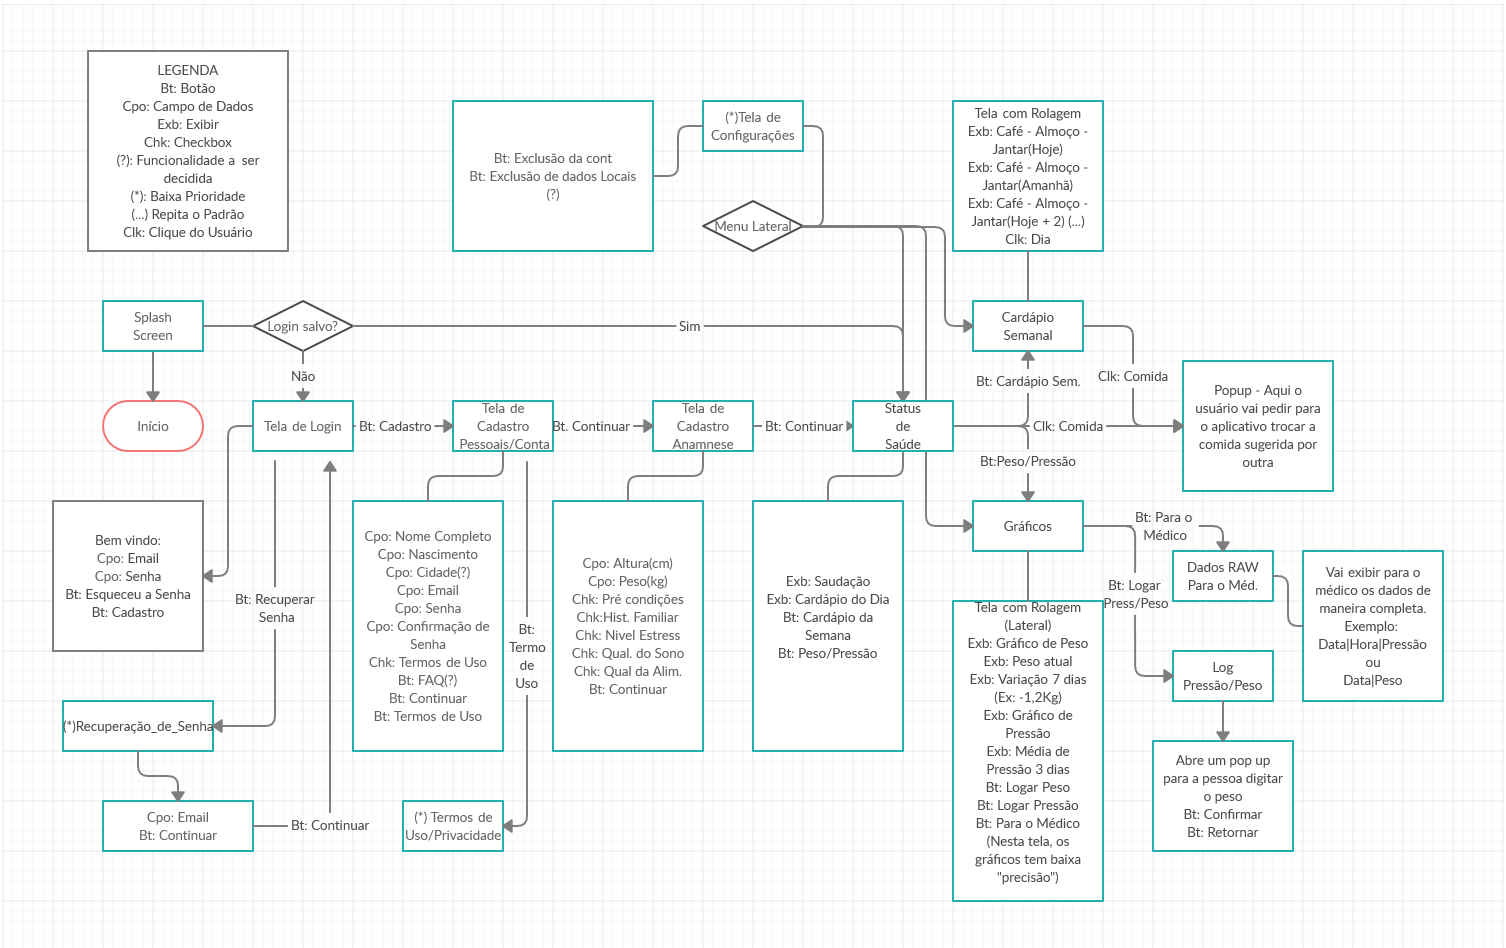 LEGENDA
Bt: Botão
Cpo: Campo de Dados
Exb: Exibir
Chk: Checkbox
(?): Funcionalidade a ser
decidida
(*): Baixa Prioridade
(...) Repita o Padrão
Clk: Clique do Usuário
Bt: Exclusão da cont
Bt: Exclusão de dados Locais
(?)
(*)Tela de
Configurações
Menu Lateral
Tela com Rolagem
Exb: Café - Almoço -
Jantar(Hoje)
Exb: Café - Almoço -
Jantar(Amanhã)
Exb: Café - Almoço -
Jantar(Hoje + 2) (...)
Clk: Dia
Splash
Screen
Login salvo?
Sim
Cardápio
Semanal
Não
Bt: Cardápio Sem.
Clk: Comida
Popup - Aqui o
usuário vai pedir para
o aplicativo trocar a
comida sugerida por
outra
Início
Tela de Login
Bt: Cadastro
Tela de
Cadastro
Pessoais/Conta
Bt. Continuar
Tela de
Cadastro
Anamnese
Bt: Continuar
Status
de
Saúde
Clk: Comida
Bt:Peso/Pressão
Bem vindo:
Cpo: Email
Cpo: Senha
Bt: Esqueceu a Senha
Bt: Cadastro
Bt: Recuperar
Senha
Cpo: Nome Completo
Cpo: Nascimento
Cpo: Cidade(?)
Cpo: Email
Cpo: Senha
Cpo: Confirmação de
Senha
Chk: Termos de Uso
Bt: FAQ(?)
Bt: Continuar
Bt: Termos de Uso
Bt:
Termo
de
Uso
Cpo: Altura(cm)
Cpo: Peso(kg)
Chk: Pré condições
Chk:Hist. Familiar
Chk: Nivel Estress
Chk: Qual. do Sono
Chk: Qual da Alim.
Bt: Continuar
Exb: Saudação
Exb: Cardápio do Dia
Bt: Cardápio da
Semana
Bt: Peso/Pressão
Gráficos
Bt: Para o
Médico
Dados RAW
Para o Méd.
Vai exibir para o
médico os dados de
maneira completa.
Exemplo:
Data|Hora|Pressão
ou
Data|Peso
Bt: Logar
Press/Peso
Tela com Rolagem
(Lateral)
Exb: Gráfico de Peso
Exb: Peso atual
Exb: Variação 7 dias
(Ex: -1,2Kg)
Exb: Gráfico de
Pressão
Exb: Média de
Pressão 3 dias
Bt: Logar Peso
Bt: Logar Pressão
Bt: Para o Médico
(Nesta tela, os
gráficos tem baixa
"precisão")
Log
Pressão/Peso
Abre um pop up
para a pessoa digitar
o peso
Bt: Confirmar
Bt: Retornar
(*)Recuperação_de_Senha
Cpo: Email
Bt: Continuar
Bt: Continuar
(*) Termos de
Uso/Privacidade